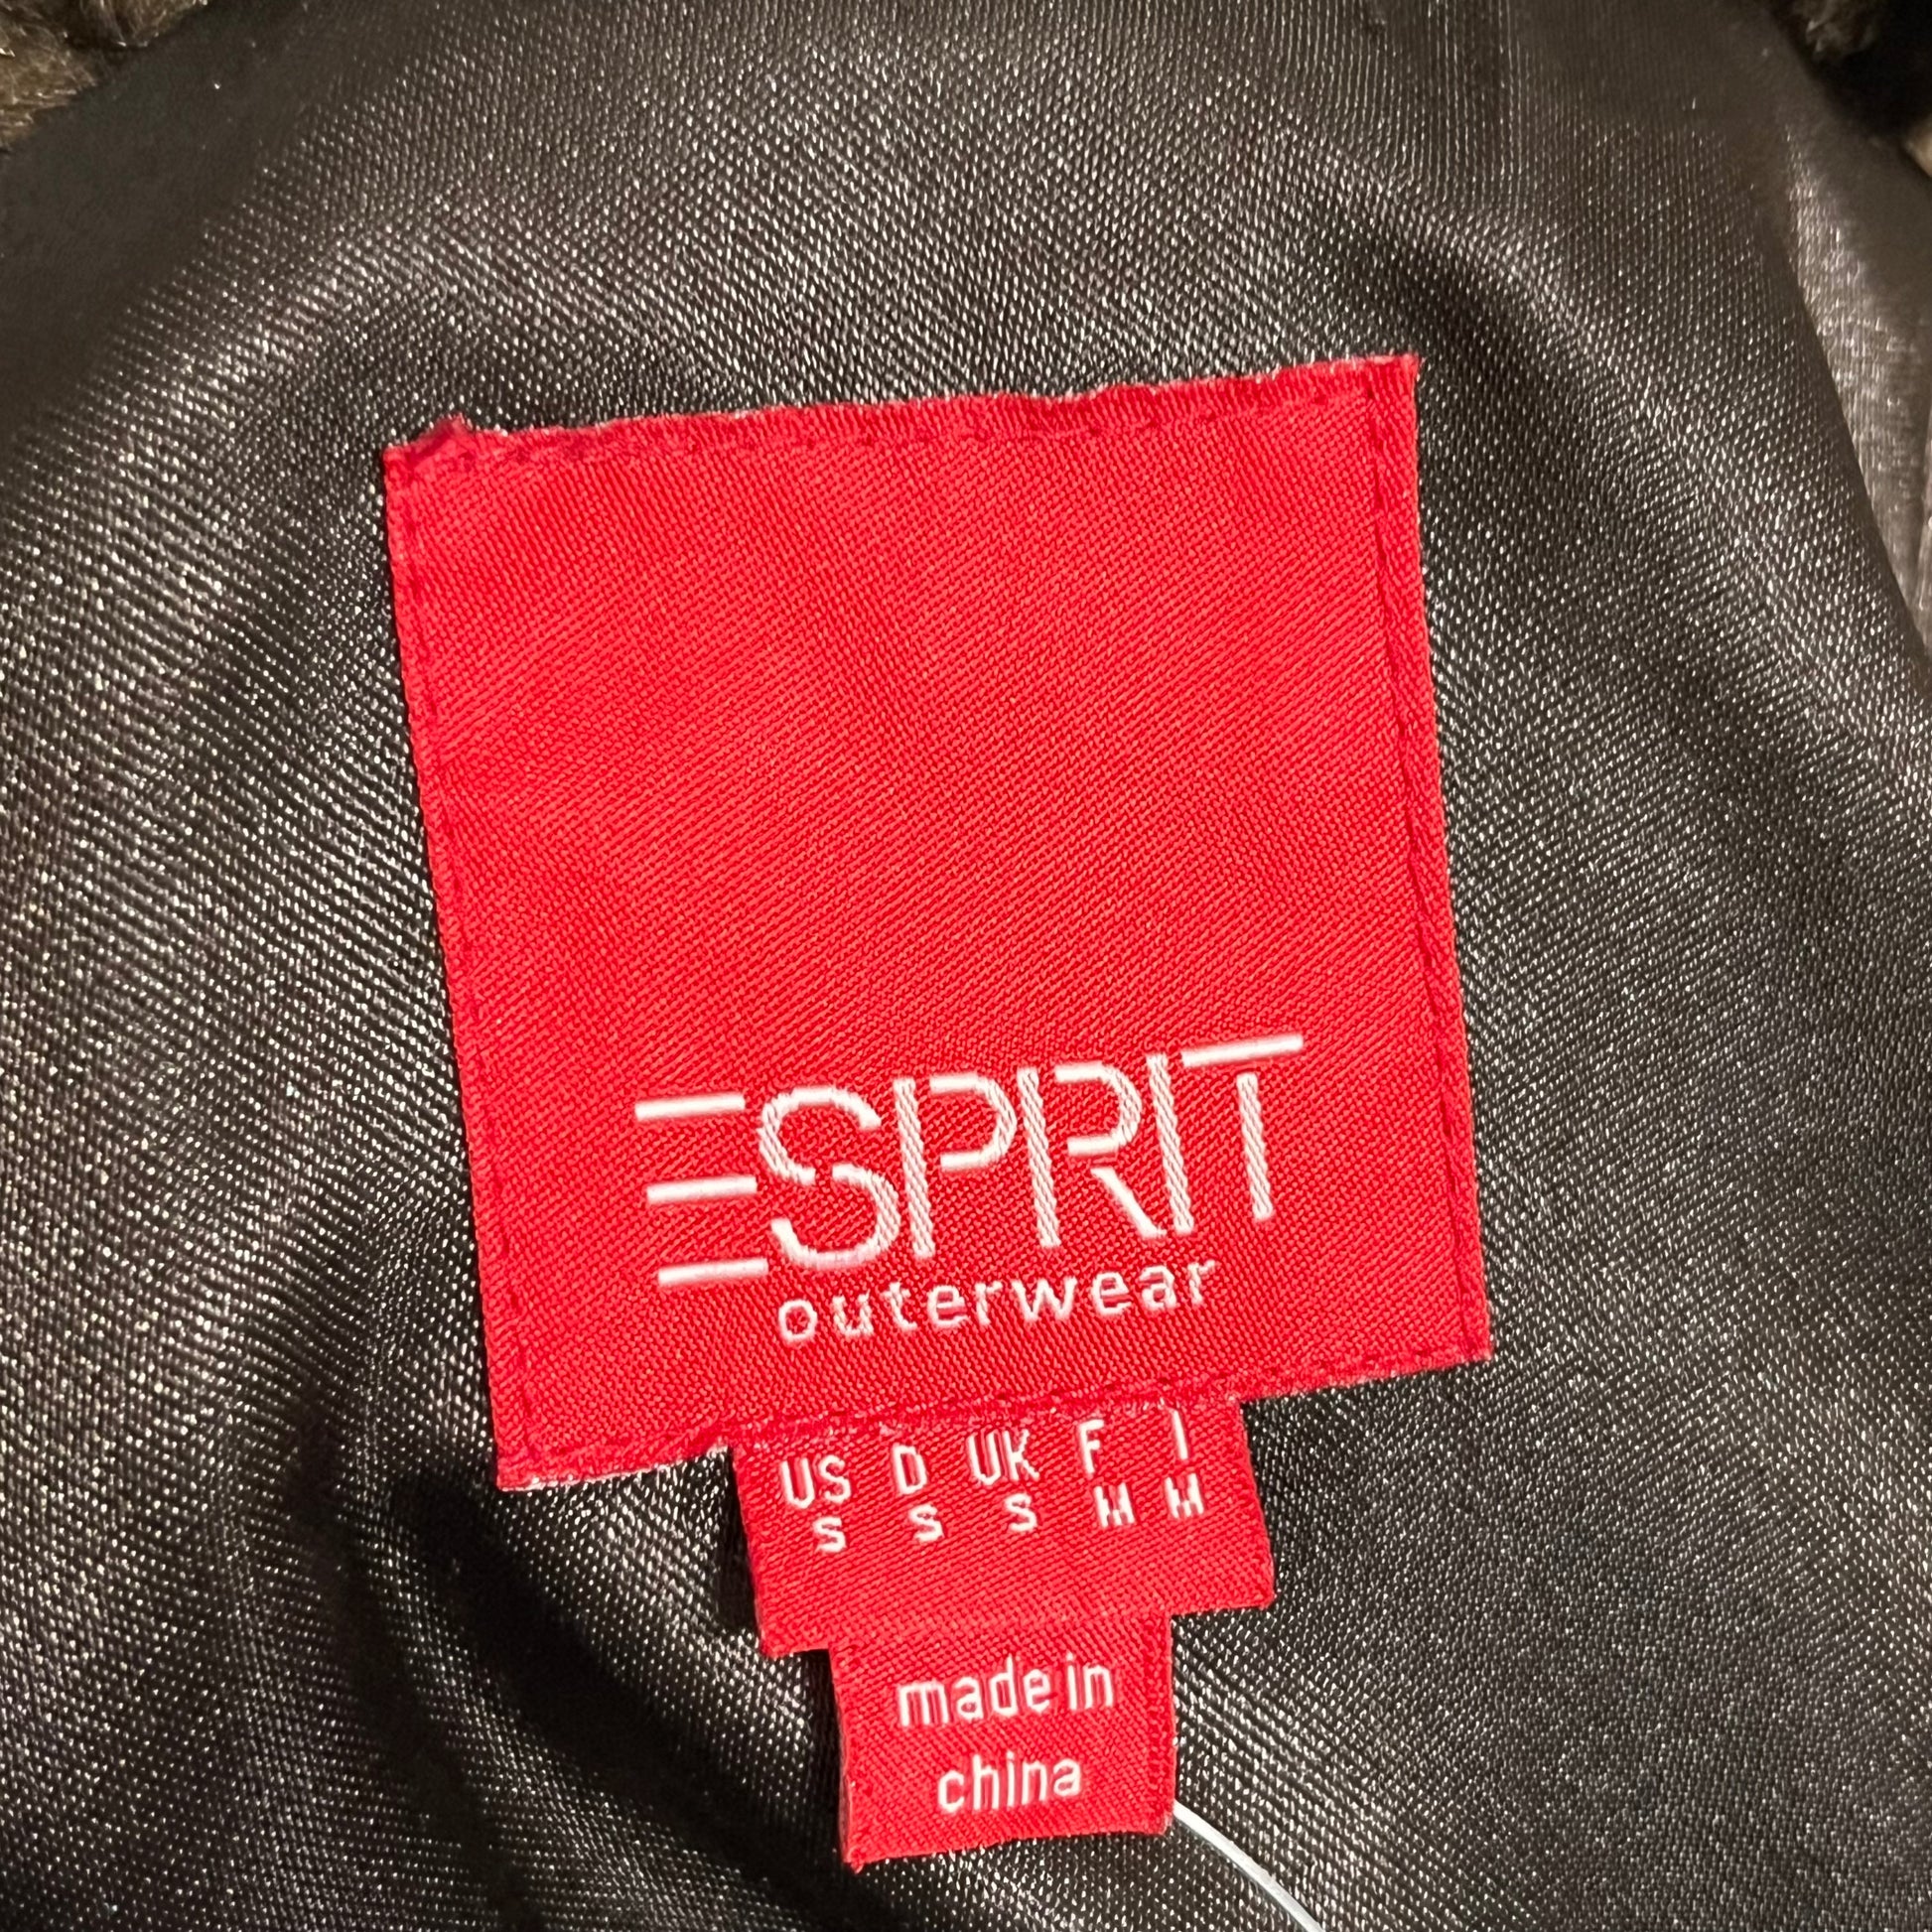 ESPRIT
outerwear
US D UK F I
S S S M M
made in
china